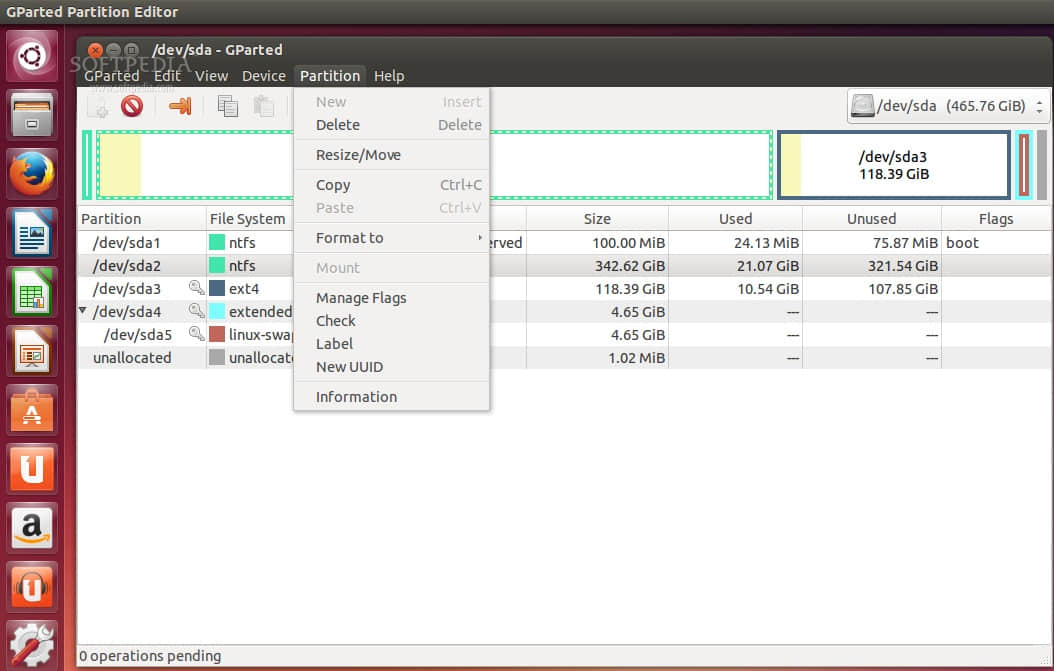 GParted Partition Editor
/dev/sda - GParted
SOFTPEDIA
www.softpedia.com
GParted Edit View Device Partition Help
/dev/sda (465.76 GiB)
New Insert
Delete Delete
Resize/Move
Copy Ctrl+C
Paste Ctrl+V
Format to
Mount
Manage Flags
Check
Label
New UUID
Information
/dev/sda3
118.39 GiB
Partition File System Size Used Unused Flags
/dev/sda1 ntfs erved 100.00 MiB 24.13 MiB 75.87 MiB boot
/dev/sda2 ntfs 342.62 GiB 21.07 GiB 321.54 GiB
/dev/sda3 ext4 118.39 GiB 10.54 GiB 107.85 GiB
/dev/sda4 extended 4.65 GiB --- ---
/dev/sda5 linux-swap 4.65 GiB --- ---
unallocated unallocate 1.02 MiB --- ---
0 operations pending